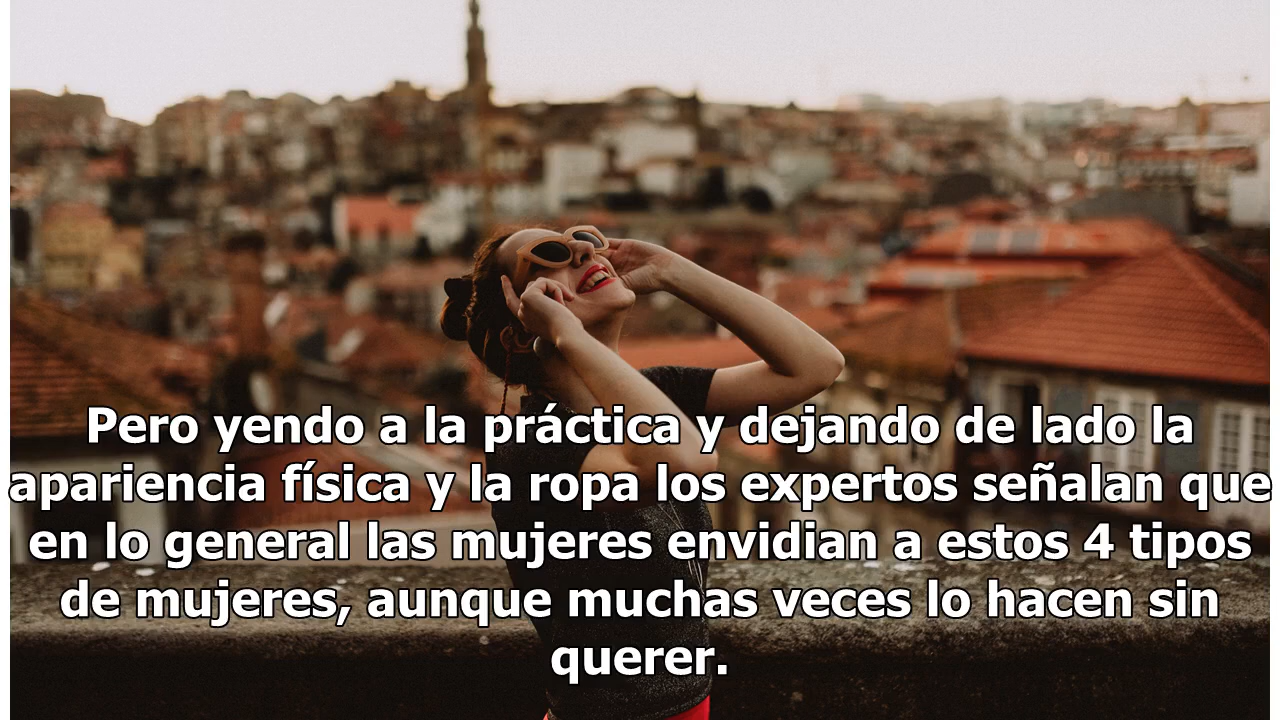 Pero yendo a la práctica y dejando de lado la
apariencia física y la ropa los expertos señalan que
en lo general las mujeres envidian a estos 4 tipos
de mujeres, aunque muchas veces lo hacen sin
querer.